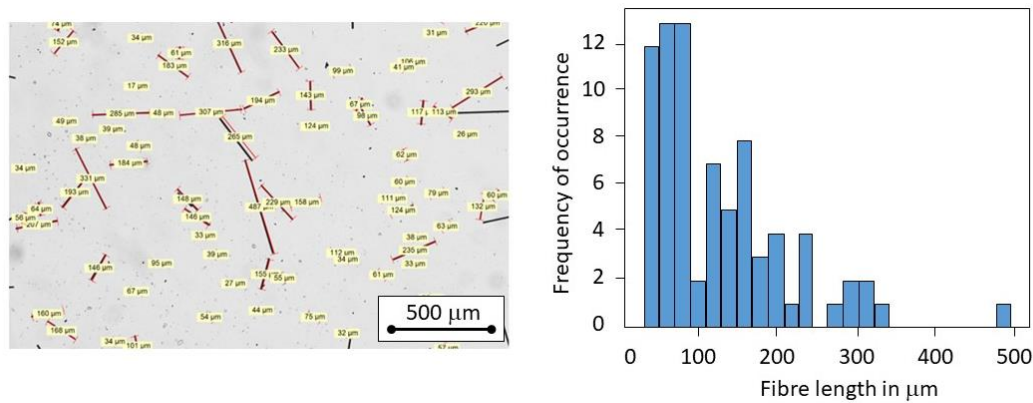 74 µm
152 µm
34 µm
316 µm
233 µm
31 µm
220 µm
61 µm
183 µm
99 µm
106 µm
41 µm
17 µm
143 µm
194 µm
67 µm
98 µm
293 µm
285 µm
48 µm
307 µm
117
113 µm
49 µm
39 µm
124 µm
26 µm
38 µm
265 µm
48 µm
62 µm
184 µm
34 µm
331 µm
60 µm
193 µm
148 µm
487
229 µm
158 µm
111 µm
79 µm
60 µm
64 µm
146 µm
124 µm
132 µm
56 µm
207 µm
33 µm
63 µm
38 µm
39 µm
112 µm
34 µm
235 µm
33 µm
146 µm
95 µm
155
55 µm
61 µm
27 µm
67 µm
160 µm
54 µm
44 µm
75 µm
168 µm
32 µm
34 µm
101 µm
57 µm
500 µm
Frequency of occurrence
12
10
8
6
4
2
0
0 100 200 300 400 500
Fibre length in µm